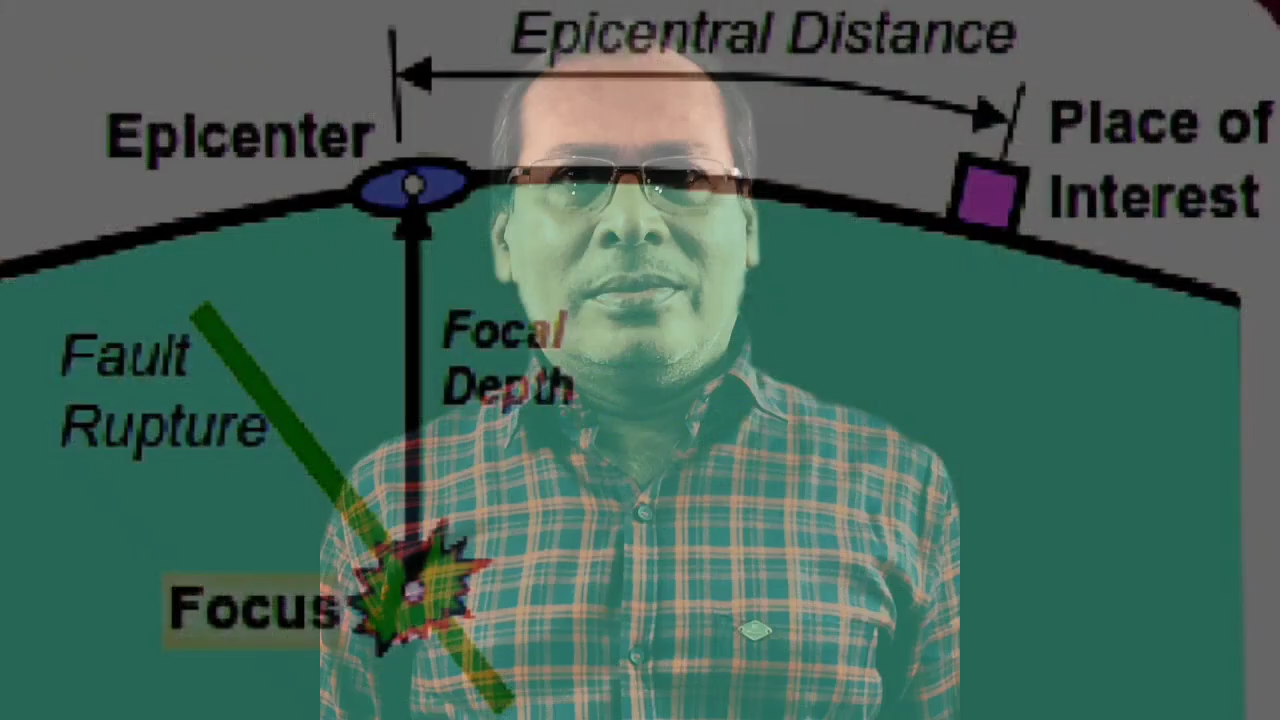 Epicentral Distance
Epicenter
Place of
Interest
Focal
Depth
Fault
Rupture
Focus